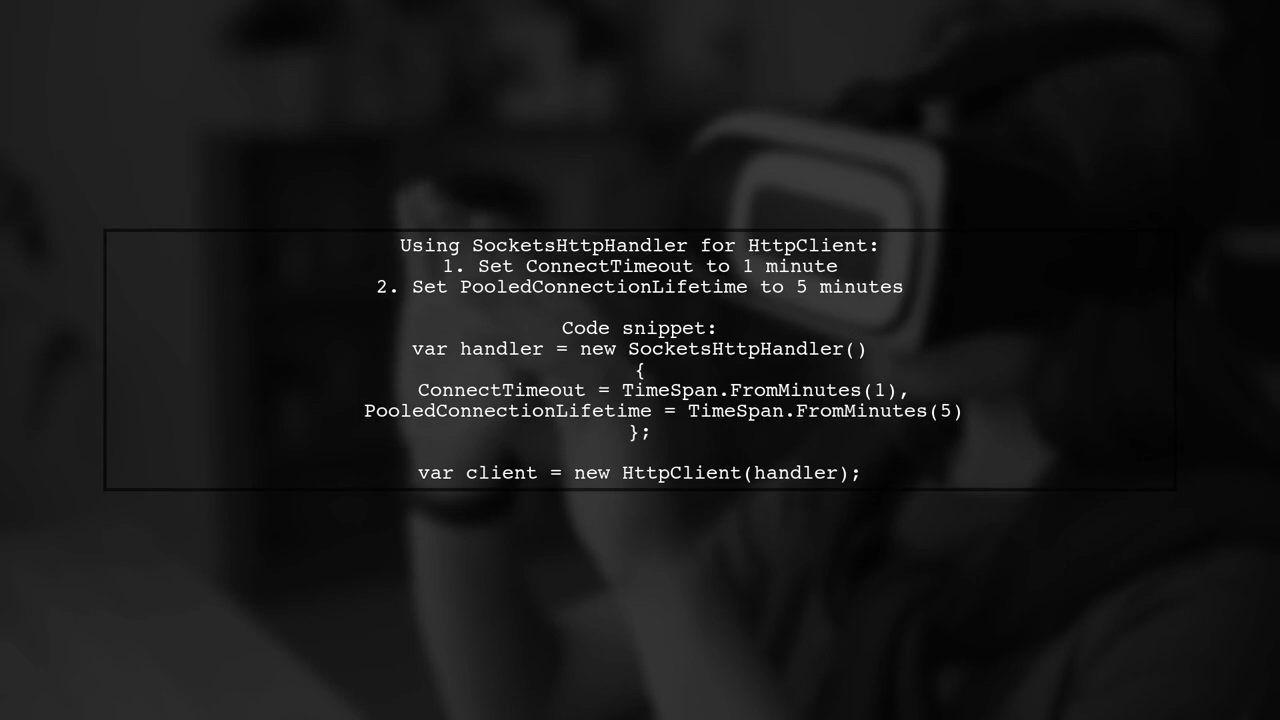 Using SocketsHttpHandler for HttpClient:
1. Set ConnectTimeout to 1 minute
2. Set PooledConnectionLifetime to 5 minutes
Code snippet:
var handler = new SocketsHttpHandler()
{
ConnectTimeout = TimeSpan.FromMinutes(1),
PooledConnectionLifetime = TimeSpan.FromMinutes(5)
};
var client = new HttpClient(handler);